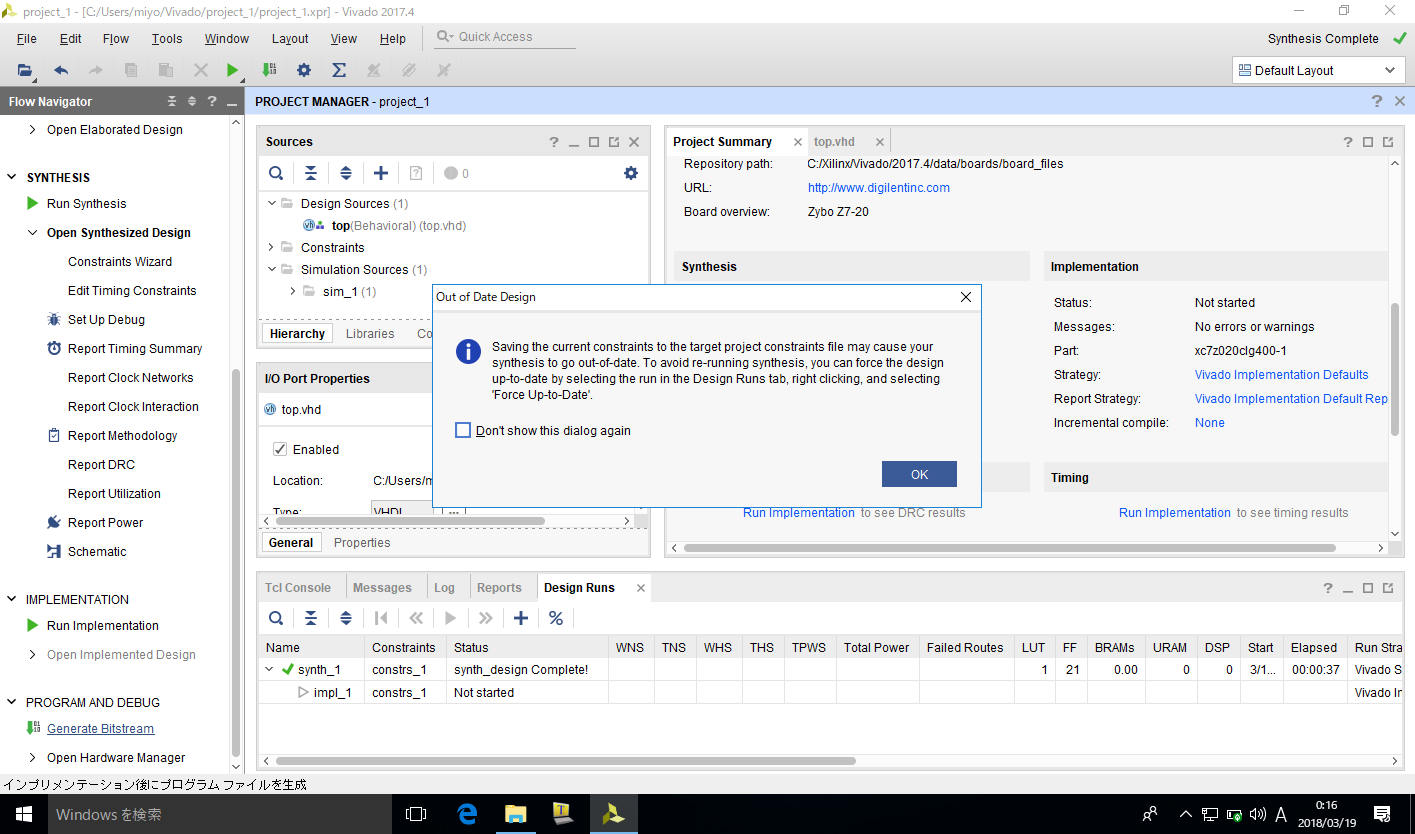 project_1 - [C:/Users/miyo/Vivado/project_1/project_1.xpr] - Vivado 2017.4
File Edit Flow Tools Window Layout View Help Quick Access
Synthesis Complete
Default Layout
Flow Navigator
Open Elaborated Design
SYNTHESIS
Run Synthesis
Open Synthesized Design
Constraints Wizard
Edit Timing Constraints
Set Up Debug
Report Timing Summary
Report Clock Networks
Report Clock Interaction
Report Methodology
Report DRC
Report Utilization
Report Power
Schematic
IMPLEMENTATION
Run Implementation
Open Implemented Design
PROGRAM AND DEBUG
Generate Bitstream
Open Hardware Manager
PROJECT MANAGER - project_1
Sources
0
Design Sources (1)
top(Behavioral) (top.vhd)
Constraints
Simulation Sources (1)
sim_1 (1)
Hierarchy Libraries Co
I/O Port Properties
top.vhd
Enabled
Location: C:/Users/m
Type: VHDL
General Properties
Project Summary top.vhd
Repository path: C:/Xilinx/Vivado/2017.4/data/boards/board_files
URL: http://www.digilentinc.com
Board overview: Zybo Z7-20
Synthesis
Implementation
Status: Not started
Messages: No errors or warnings
Part: xc7z020clg400-1
Strategy: Vivado Implementation Defaults
Report Strategy: Vivado Implementation Default Rep
Incremental compile: None
Timing
Run Implementation to see DRC results
Run Implementation to see timing results
Out of Date Design
Saving the current constraints to the target project constraints file may cause your
synthesis to go out-of-date. To avoid re-running synthesis, you can force the design
up-to-date by selecting the run in the Design Runs tab, right clicking, and selecting
'Force Up-to-Date'.
Don't show this dialog again
OK
Tcl Console Messages Log Reports Design Runs
Name Constraints Status WNS TNS WHS THS TPWS Total Power Failed Routes LUT FF BRAMs URAM DSP Start Elapsed Run Stra
synth_1 constrs_1 synth_design Complete! 1 21 0.00 0 0 3/1... 00:00:37 Vivado S
impl_1 constrs_1 Not started Vivado In
インプリメンテーション後にプログラム ファイルを生成
Windows を検索
A
0:16
2018/03/19